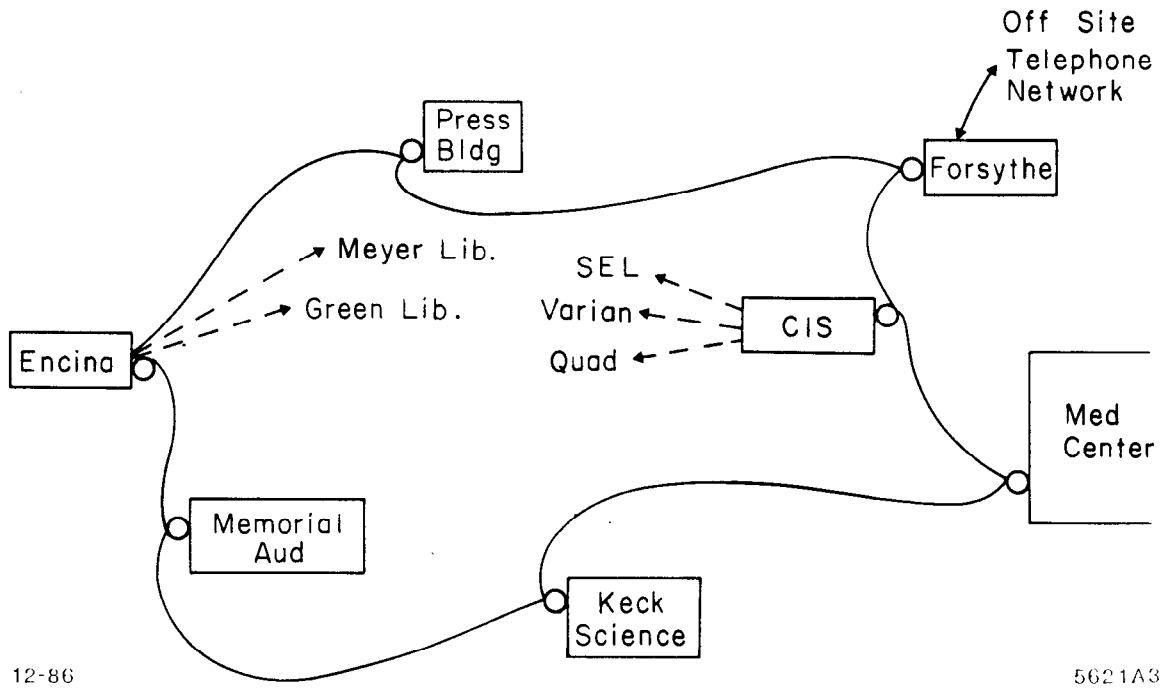 Off Site
Telephone
Network
Press
Bldg
Forsythe
Meyer Lib.
Green Lib.
SEL
Varian
Quad
CIS
Encina
Med
Center
Memorial
Aud
Keck
Science
12-86
5621A3